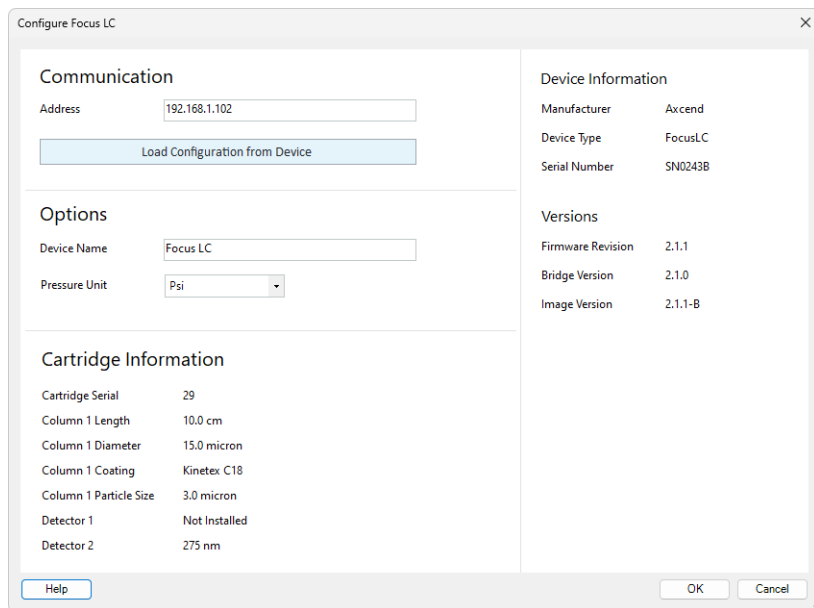 Configure Focus LC
Communication
Address 192.168.1.102
Load Configuration from Device
Options
Device Name Focus LC
Pressure Unit Psi
Cartridge Information
Cartridge Serial 29
Column 1 Length 10.0 cm
Column 1 Diameter 15.0 micron
Column 1 Coating Kinetex C18
Column 1 Particle Size 3.0 micron
Detector 1 Not Installed
Detector 2 275 nm
Device Information
Manufacturer Axcend
Device Type FocusLC
Serial Number SN0243B
Versions
Firmware Revision 2.1.1
Bridge Version 2.1.0
Image Version 2.1.1-B
Help OK Cancel